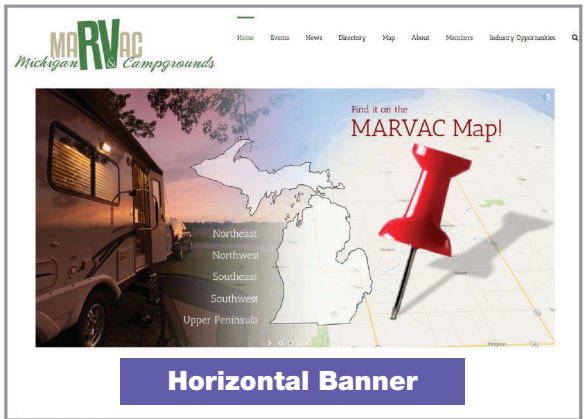 MARVAC
Michigan & Campgrounds
Home Events News Directory Map About Members Industry Opportunities
Find it on the
MARVAC Map!
Northeast
Northwest
Southeast
Southwest
Upper Peninsula
Horizontal Banner